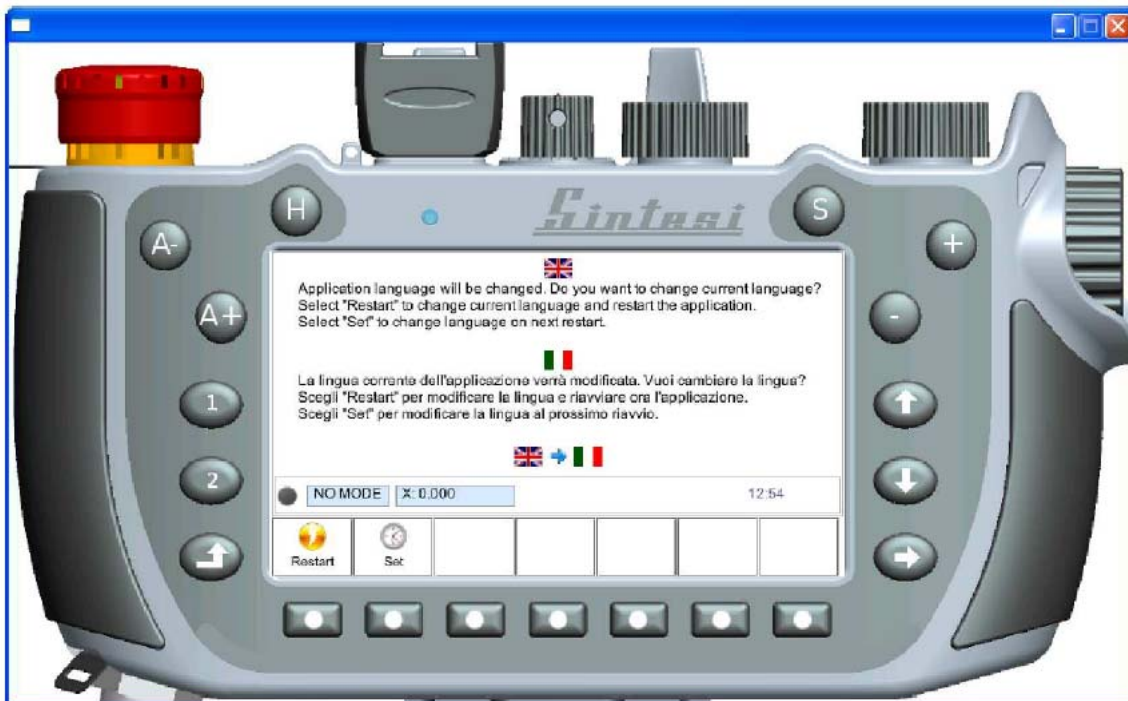 H
Sintesi
S
A-
+
Application language will be changed. Do you want to change current language?
Select "Restart" to change current language and restart the application.
Select "Set" to change language on next restart.
A+
-
La lingua corrente dell'applicazione verrà modificata. Vuoi cambiare la lingua?
Scegli "Restart" per modificare la lingua e riavviare ora l'applicazione.
Scegli "Set" per modificare la lingua al prossimo riavvio.
1
2
NO MODE X: 0.000 12:54
Restart Set